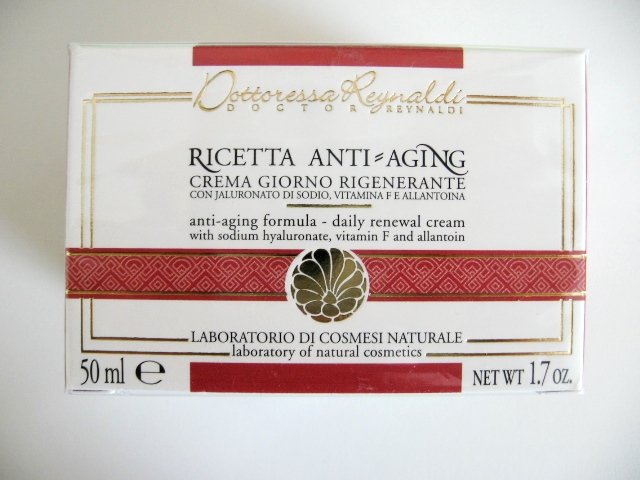 Dottoressa Reynaldi
DOCTOR REYNALDI
RICETTA ANTI-AGING
CREMA GIORNO RIGENERANTE
CON JALURONATO DI SODIO, VITAMINA F E ALLANTOINA
anti-aging formula - daily renewal cream
with sodium hyaluronate, vitamin F and allantoin
LABORATORIO DI COSMESI NATURALE
laboratory of natural cosmetics
50 ml ℮
NET WT 1.7 OZ.